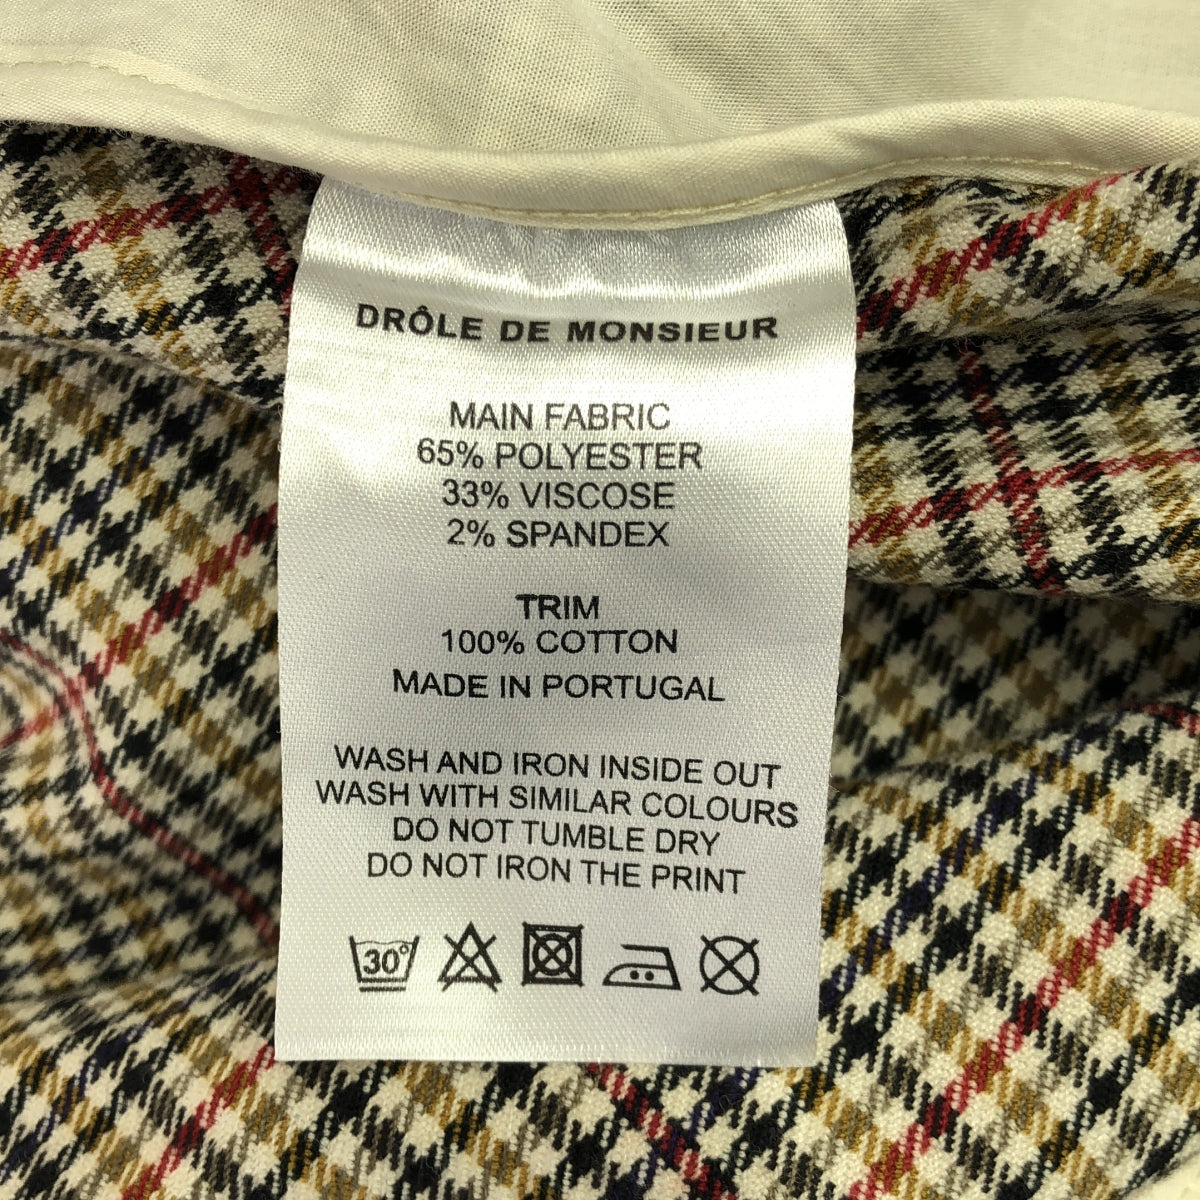 DRÔLE DE MONSIEUR
MAIN FABRIC
65% POLYESTER
33% VISCOSE
2% SPANDEX
TRIM
100% COTTON
MADE IN PORTUGAL
WASH AND IRON INSIDE OUT
WASH WITH SIMILAR COLOURS
DO NOT TUMBLE DRY
DO NOT IRON THE PRINT
30°